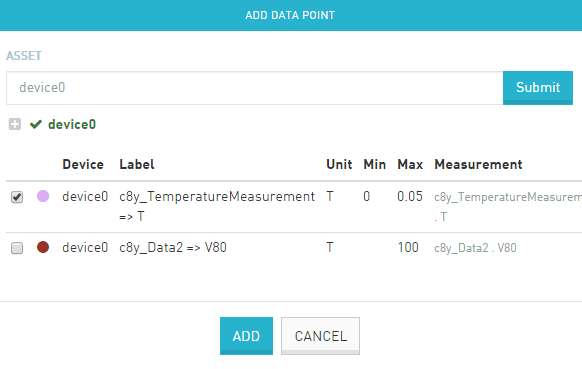 ADD DATA POINT
ASSET
device0
Submit
device0
Device Label Unit Min Max Measurement
device0 c8y_TemperatureMeasurement T 0 0.05 c8y_TemperatureMeasurem
=> T . T
device0 c8y_Data2 => V80 T 100 c8y_Data2 . V80
ADD CANCEL